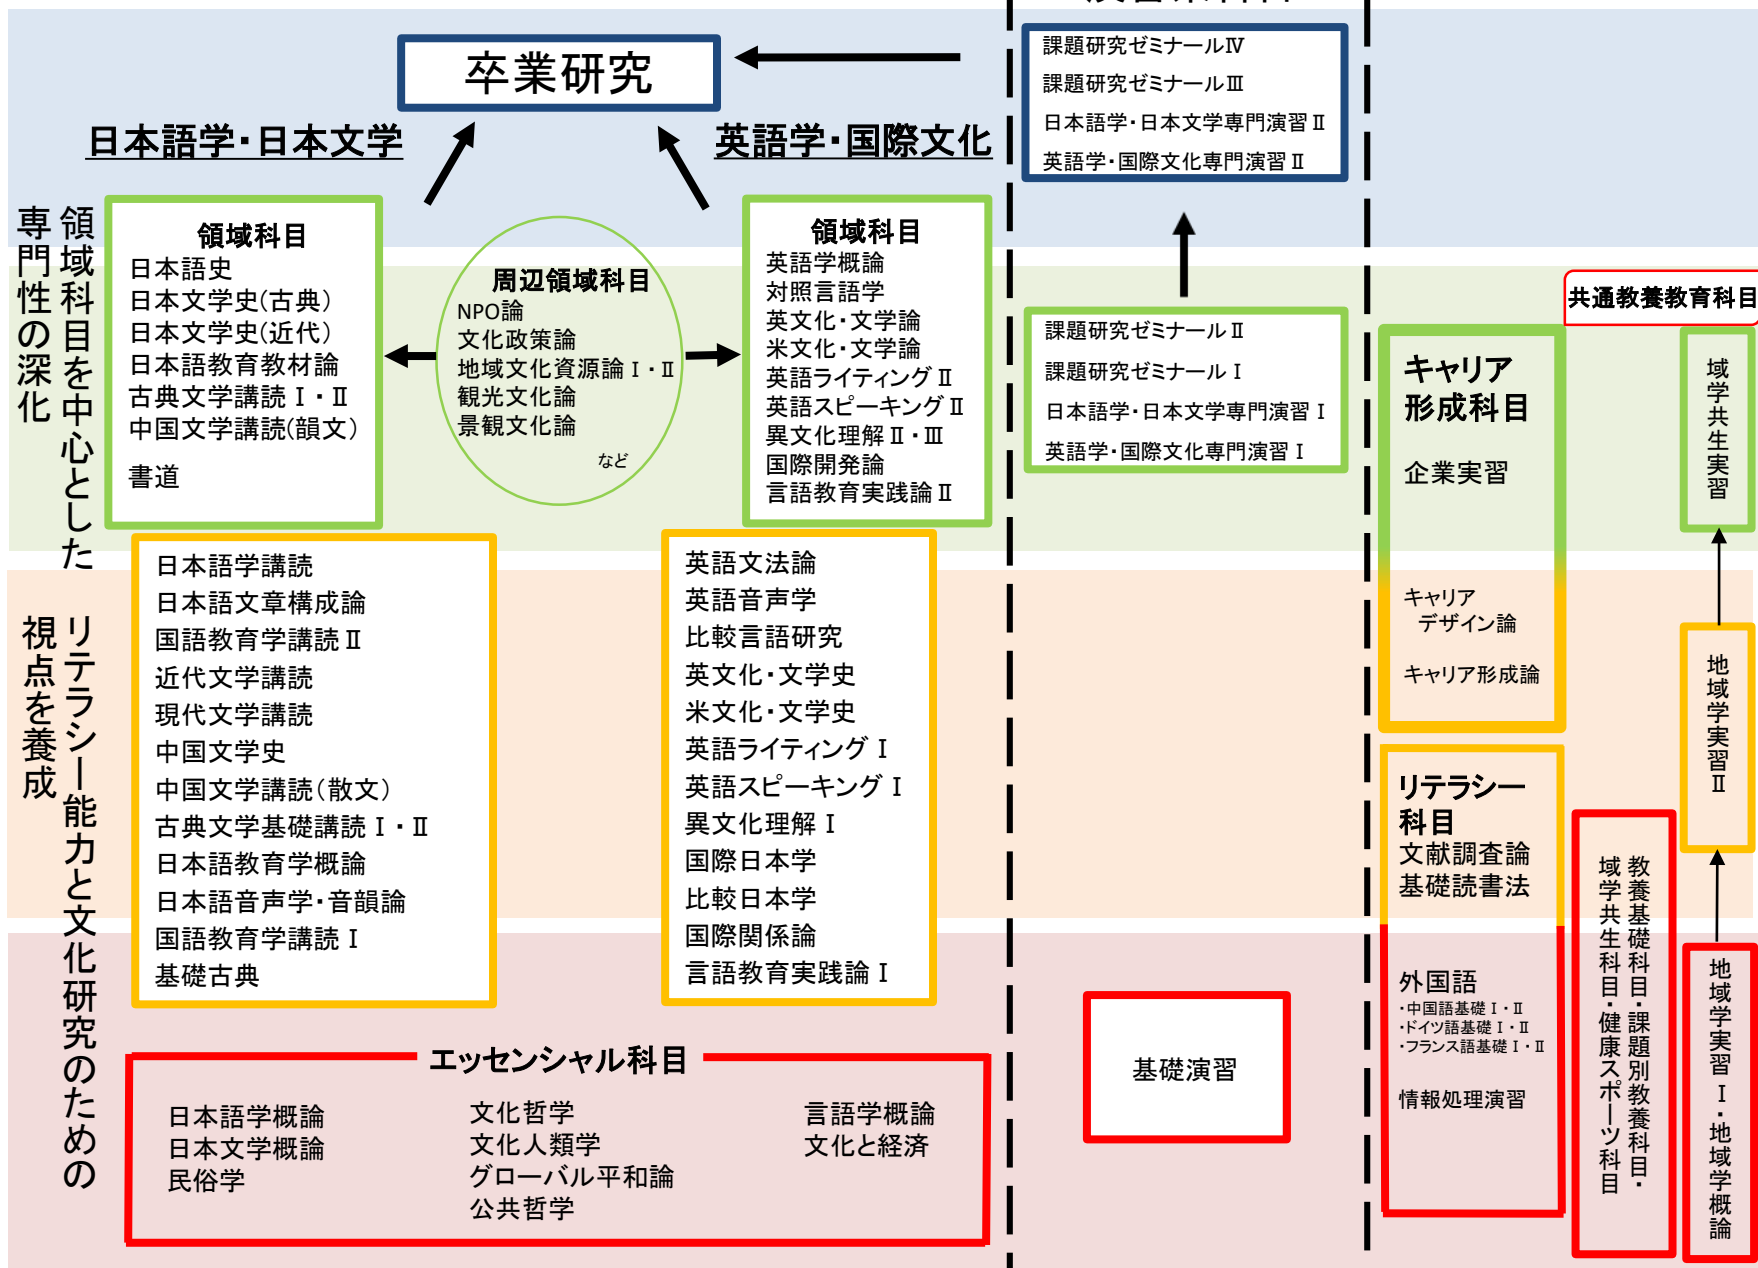 卒業研究
日本語学・日本文学
英語学・国際文化
課題研究ゼミナールⅣ
課題研究ゼミナールⅢ
日本語学・日本文学専門演習Ⅱ
英語学・国際文化専門演習Ⅱ
領域科目を中心とした
専門性の深化
領域科目
日本語史
日本文学史(古典)
日本文学史(近代)
日本語教育教材論
古典文学講読Ⅰ・Ⅱ
中国文学講読(韻文)
書道
周辺領域科目
NPO論
文化政策論
地域文化資源論Ⅰ・Ⅱ
観光文化論
景観文化論
など
領域科目
英語学概論
対照言語学
英文化・文学論
米文化・文学論
英語ライティングⅡ
英語スピーキングⅡ
異文化理解Ⅱ・Ⅲ
国際開発論
言語教育実践論Ⅱ
課題研究ゼミナールⅡ
課題研究ゼミナールⅠ
日本語学・日本文学専門演習Ⅰ
英語学・国際文化専門演習Ⅰ
キャリア
形成科目
企業実習
キャリア
デザイン論
キャリア形成論
共通教養教育科目
域学共生実習
リテラシー能力と文化研究のための
視点を養成
日本語学講読
日本語文章構成論
国語教育学講読Ⅱ
近代文学講読
現代文学講読
中国文学史
中国文学講読(散文)
古典文学基礎講読Ⅰ・Ⅱ
日本語教育学概論
日本語音声学・音韻論
国語教育学講読Ⅰ
基礎古典
英語文法論
英語音声学
比較言語研究
英文化・文学史
米文化・文学史
英語ライティングⅠ
英語スピーキングⅠ
異文化理解Ⅰ
国際日本学
比較日本学
国際関係論
言語教育実践論Ⅰ
リテラシー
科目
文献調査論
基礎読書法
外国語
・中国語基礎Ⅰ・Ⅱ
・ドイツ語基礎Ⅰ・Ⅱ
・フランス語基礎Ⅰ・Ⅱ
情報処理演習
教養基礎科目・課題別教養科目・
域学共生科目・健康スポーツ科目
地域学実習Ⅱ
地域学実習Ⅰ・地域学概論
エッセンシャル科目
日本語学概論
日本文学概論
民俗学
文化哲学
文化人類学
グローバル平和論
公共哲学
言語学概論
文化と経済
基礎演習